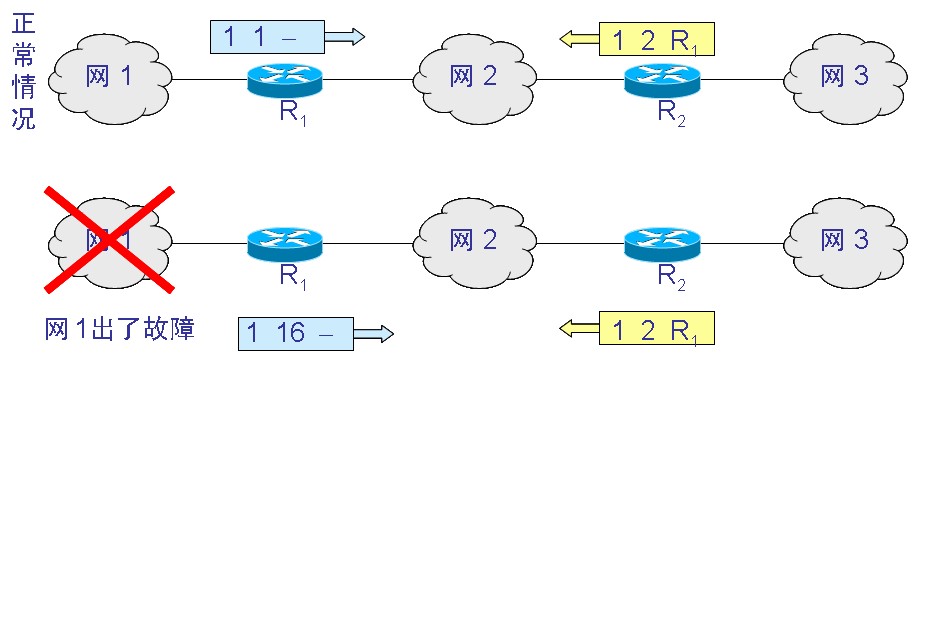 正常情况
1 1 –
1 2 R1
网 1
网 2
网 3
R1
R2
网 1
网 2
网 3
R1
R2
网 1出了故障
1 16 –
1 2 R1